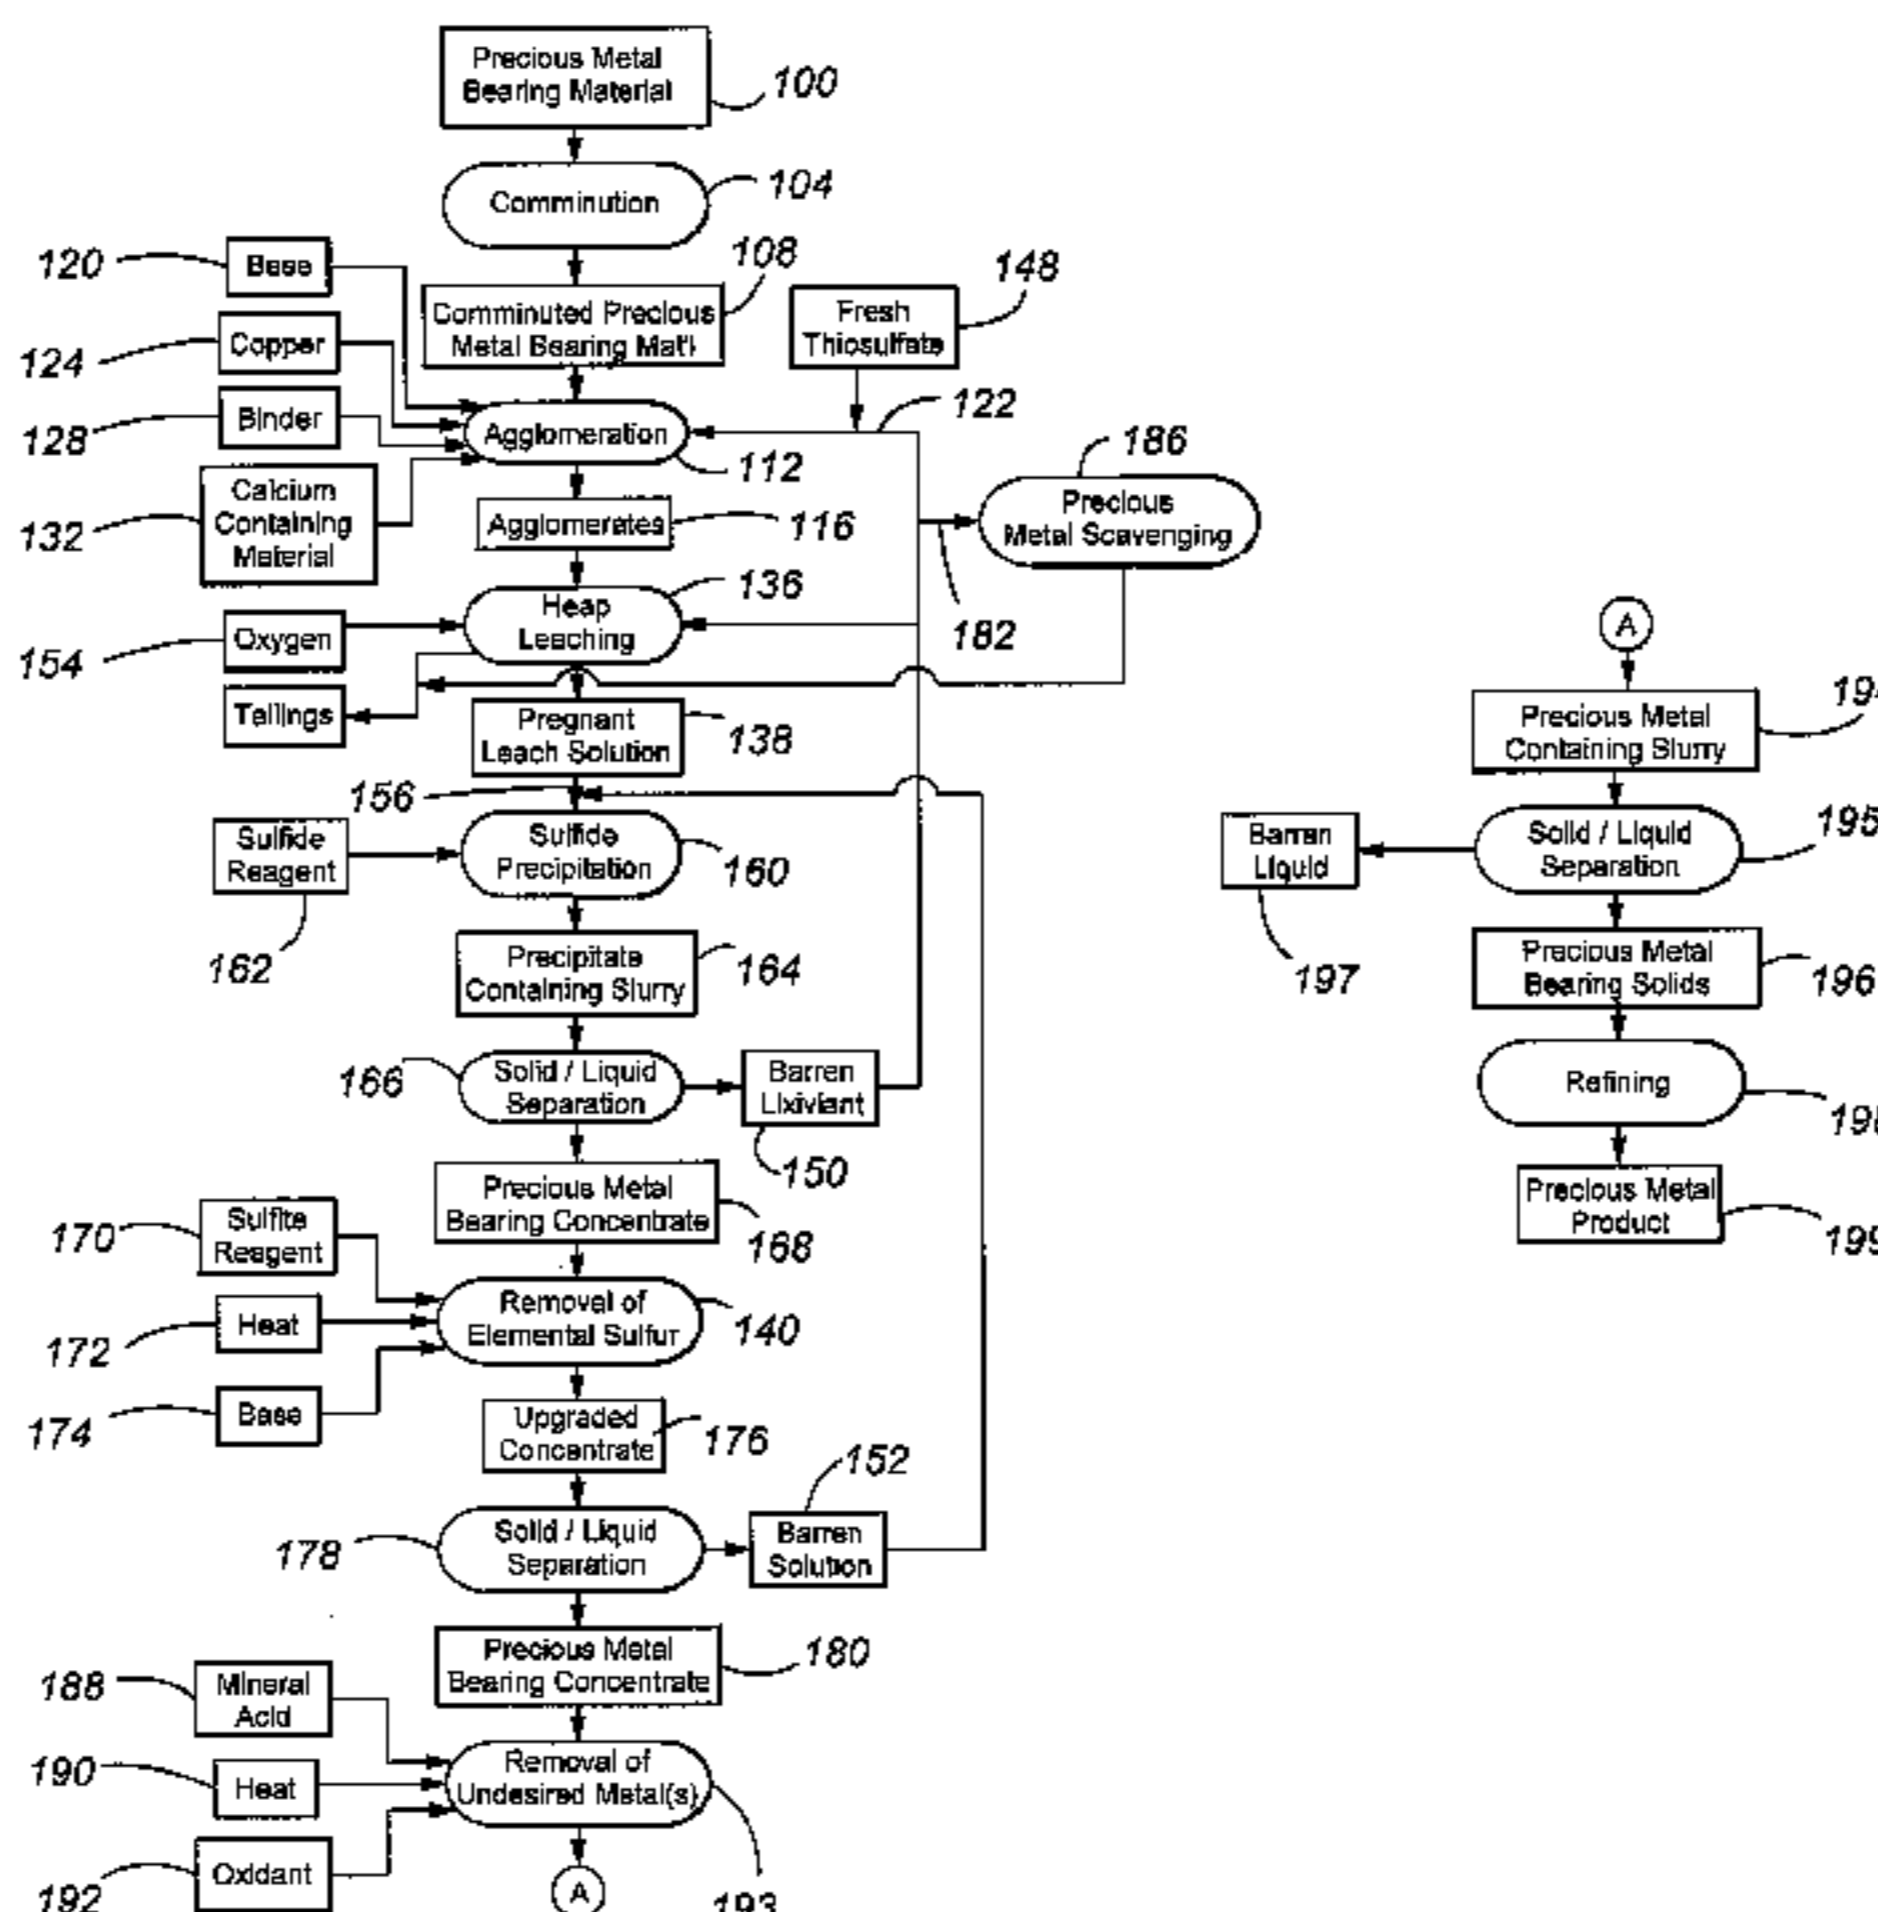 Precious Metal
Bearing Material
100
Comminution
104
120
Base
108
148
Comminuted Precious
Metal Bearing Mat'l
Fresh
Thiosulfate
124
Copper
122
128
Binder
Agglomeration
112
186
Precious
Metal Scavenging
132
Calcium
Containing
Material
Agglomerates
116
136
Heap
Leaching
182
154
Oxygen
Tailings
Pregnant
Leach Solution
138
156
Sulfide
Reagent
162
Sulfide
Precipitation
160
Precipitate
Containing Slurry
164
166
Solid / Liquid
Separation
Barren
Lixiviant
150
Precious Metal
Bearing Concentrate
168
170
Sulfite
Reagent
172
Heat
Removal of
Elemental Sulfur
140
174
Base
Upgraded
Concentrate
176
152
178
Solid / Liquid
Separation
Barren
Solution
Precious Metal
Bearing Concentrate
180
188
Mineral
Acid
190
Heat
Removal of
Undesired Metal(s)
192
Oxidant
193
A
A
Precious Metal
Containing Slurry
Solid / Liquid
Separation
195
Barren
Liquid
197
Precious Metal
Bearing Solids
196
Refining
Precious Metal
Product
199